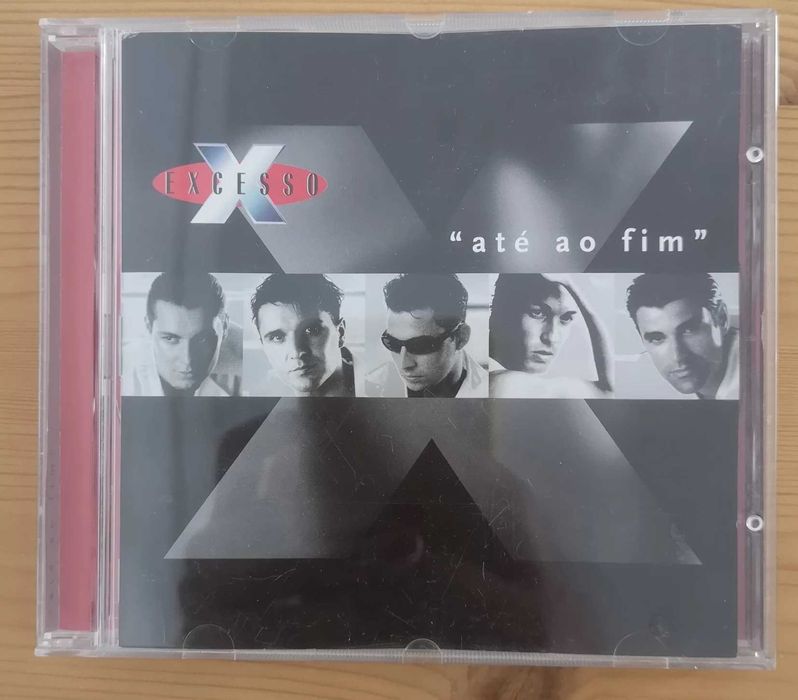 EXCESSO
X
“até ao fim”